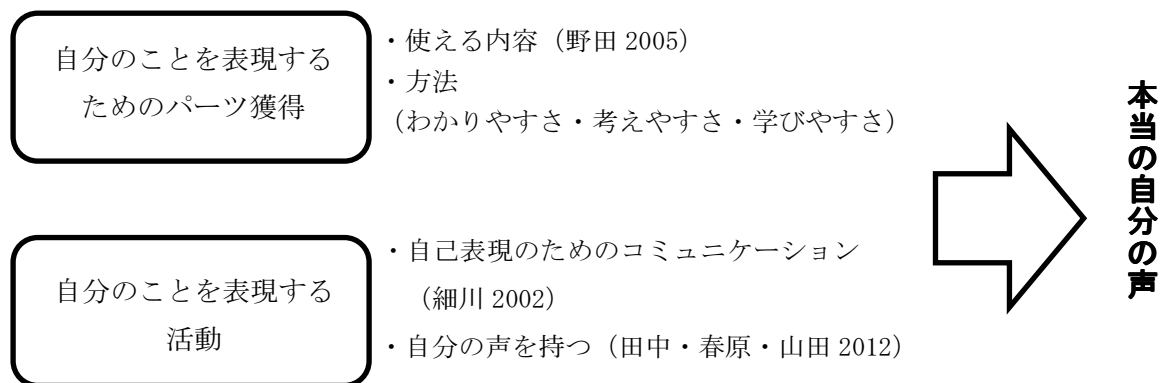 自分のことを表現する
ためのパーツ獲得
・使える内容（野田 2005）
・方法
（わかりやすさ・考えやすさ・学びやすさ）
自分のことを表現する
活動
・自己表現のためのコミュニケーション
（細川 2002）
・自分の声を持つ（田中・春原・山田 2012）
本当の自分の声